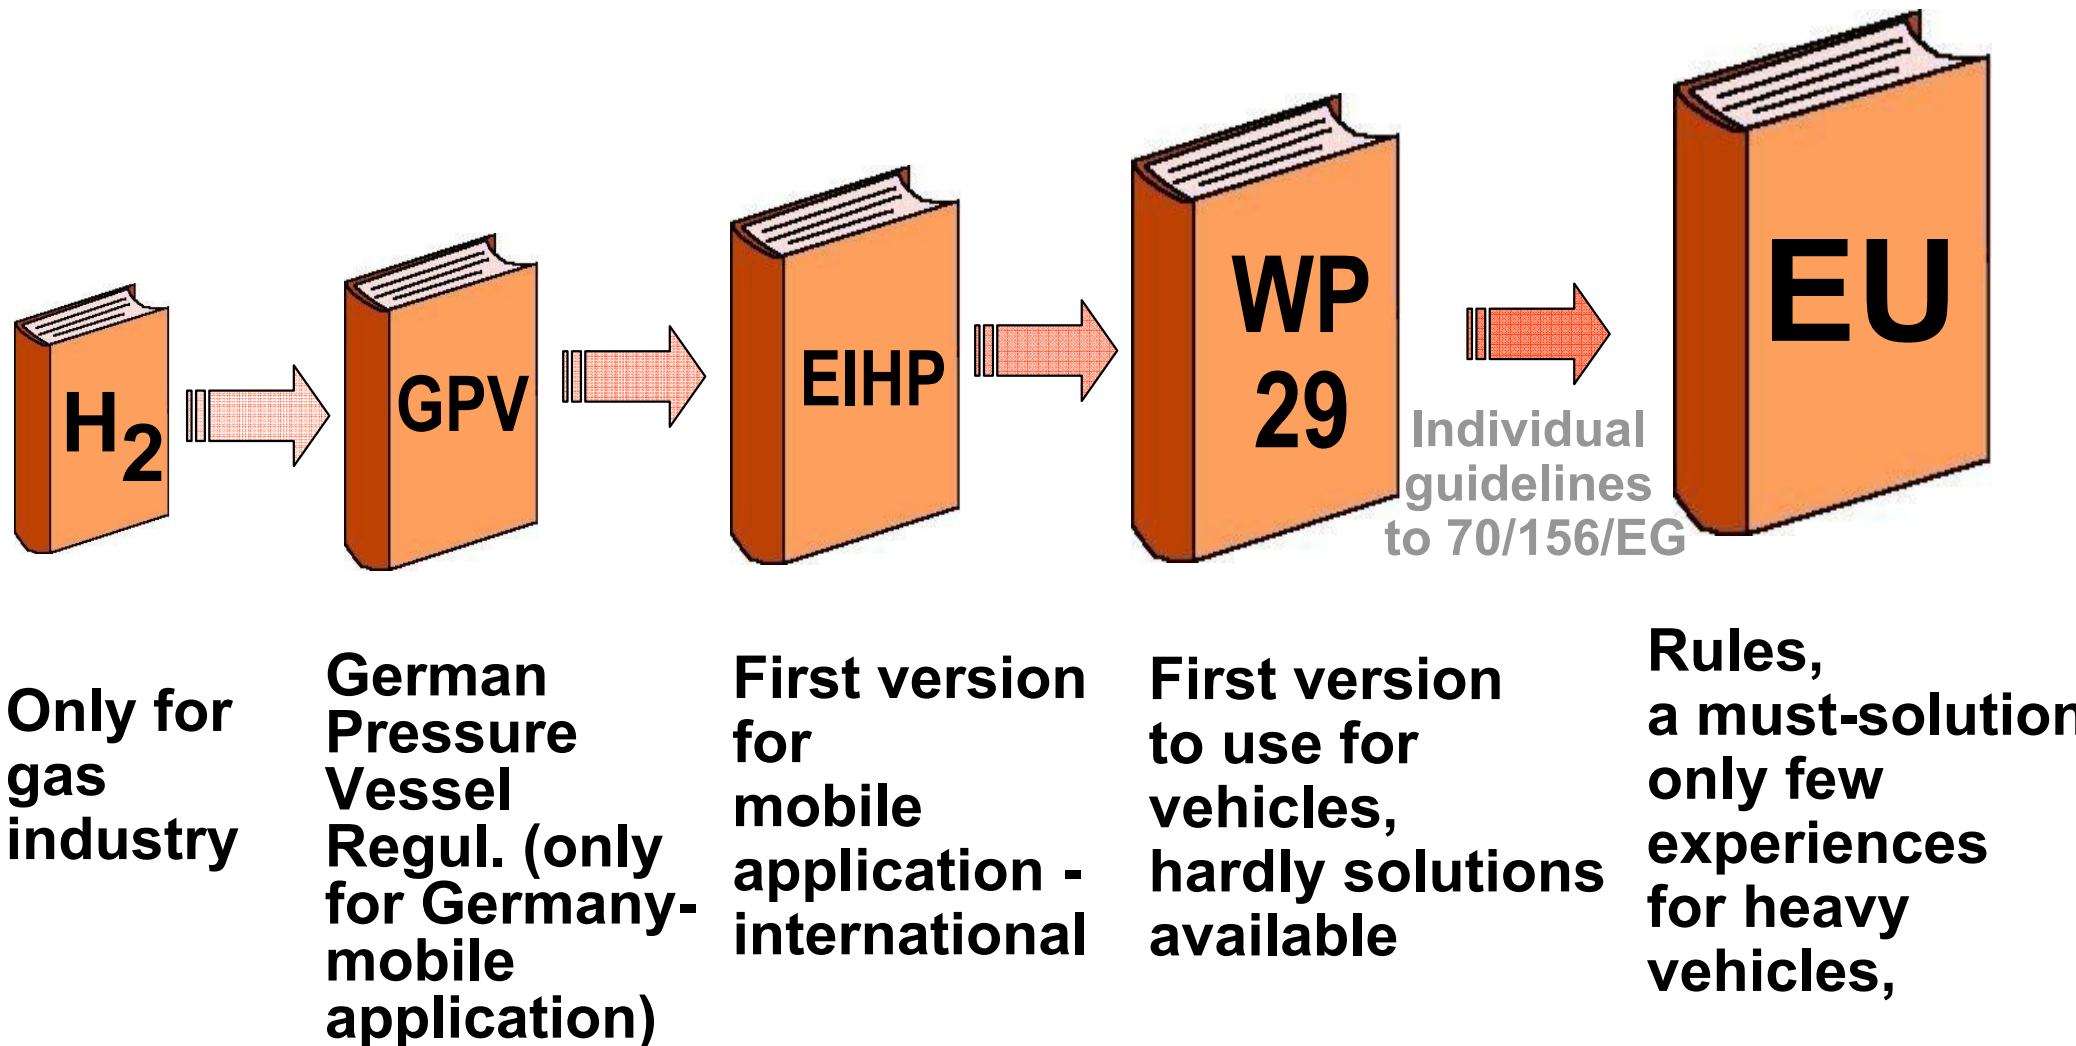 H2
GPV
EIHP
WP
29
EU
Individual
guidelines
to 70/156/EG
Only for
gas
industry
German
Pressure
Vessel
Regul. (only
for Germany-
mobile
application)
First version
for
mobile
application -
international
First version
to use for
vehicles,
hardly solutions
available
Rules,
a must-solution
only few
experiences
for heavy
vehicles,